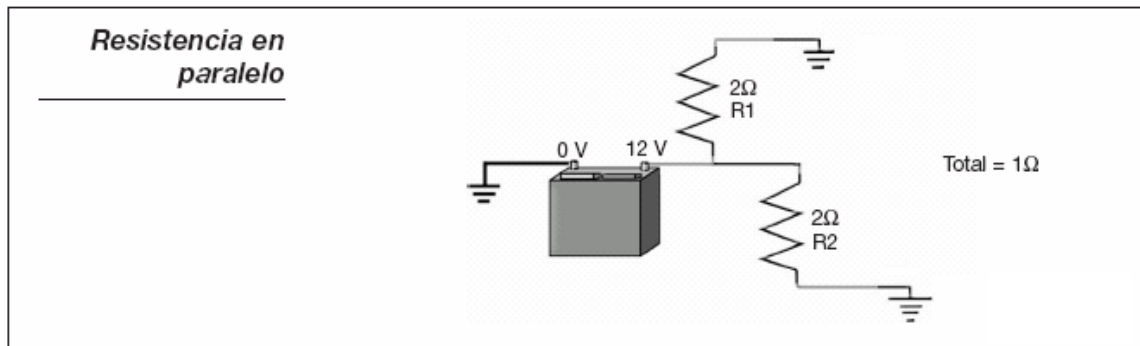 Resistencia en
paralelo
2Ω
R1
0 V 12 V
Total = 1Ω
2Ω
R2